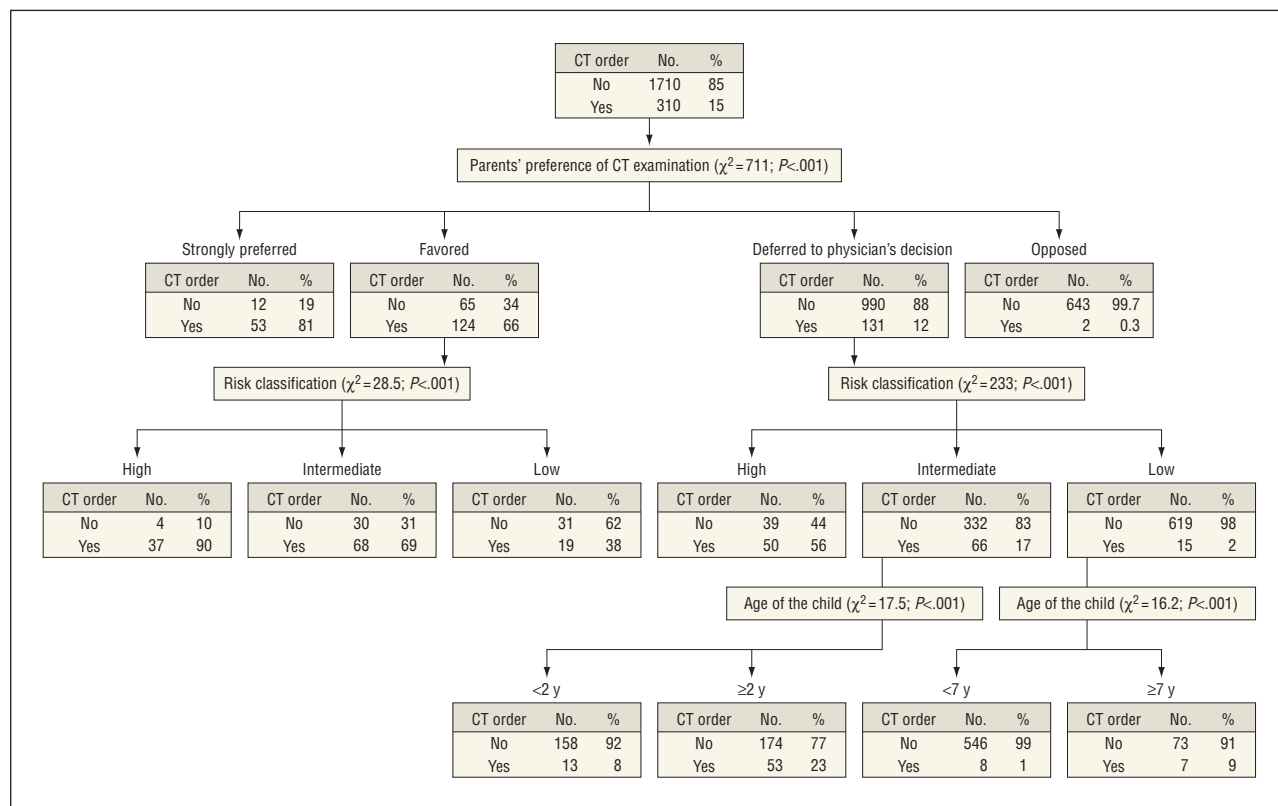 CT order No. %
No 1710 85
Yes 310 15
Parents' preference of CT examination (χ²=711; P<.001)
Strongly preferred
CT order No. %
No 12 19
Yes 53 81
Favored
CT order No. %
No 65 34
Yes 124 66
Deferred to physician's decision
CT order No. %
No 990 88
Yes 131 12
Opposed
CT order No. %
No 643 99.7
Yes 2 0.3
Risk classification (χ²=28.5; P<.001)
Risk classification (χ²=233; P<.001)
High
CT order No. %
No 4 10
Yes 37 90
Intermediate
CT order No. %
No 30 31
Yes 68 69
Low
CT order No. %
No 31 62
Yes 19 38
High
CT order No. %
No 39 44
Yes 50 56
Intermediate
CT order No. %
No 332 83
Yes 66 17
Low
CT order No. %
No 619 98
Yes 15 2
Age of the child (χ²=17.5; P<.001)
Age of the child (χ²=16.2; P<.001)
<2 y
CT order No. %
No 158 92
Yes 13 8
≥2 y
CT order No. %
No 174 77
Yes 53 23
<7 y
CT order No. %
No 546 99
Yes 8 1
≥7 y
CT order No. %
No 73 91
Yes 7 9